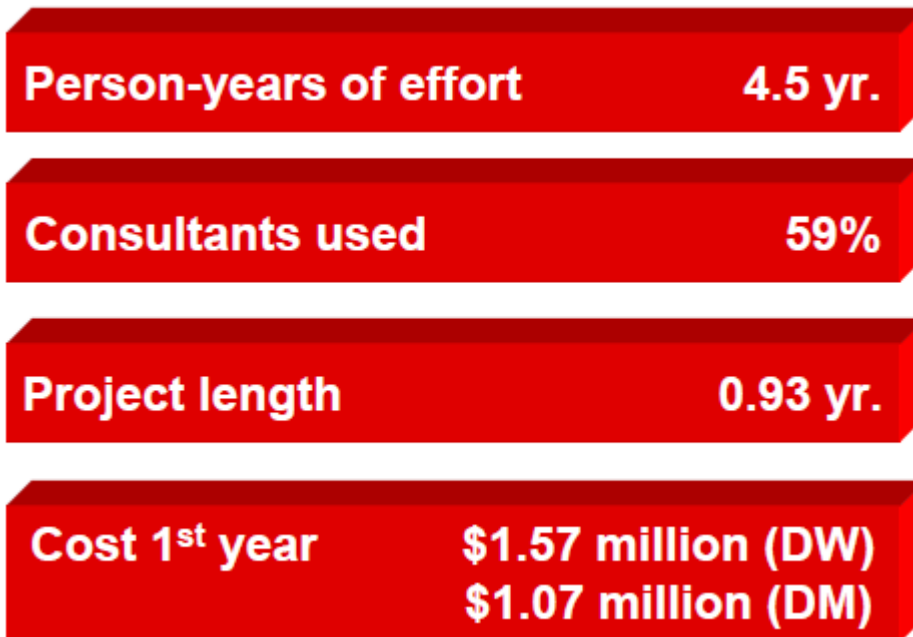 Person-years of effort 4.5 yr.
Consultants used 59%
Project length 0.93 yr.
Cost 1st year $1.57 million (DW)
$1.07 million (DM)